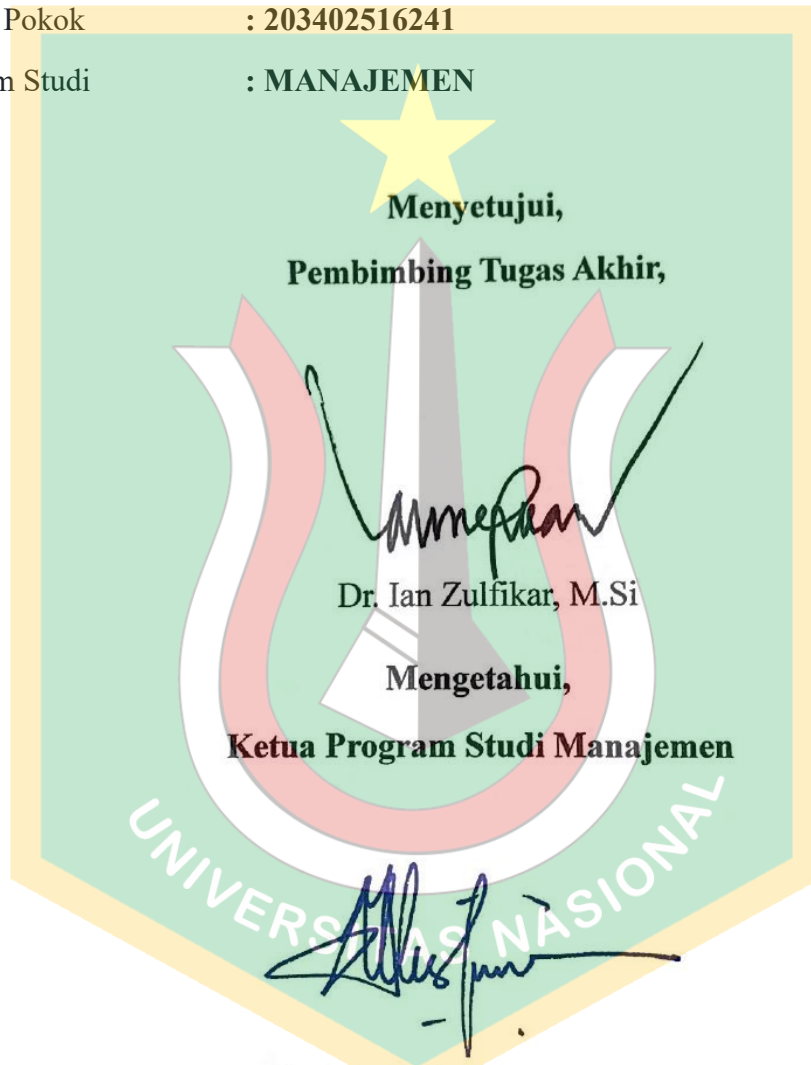 Pokok : 203402516241
m Studi : MANAJEMEN
Menyetujui,
Pembimbing Tugas Akhir,
Dr. Ian Zulfikar, M.Si
Mengetahui,
Ketua Program Studi Manajemen
UNIVERSITAS NASIONAL